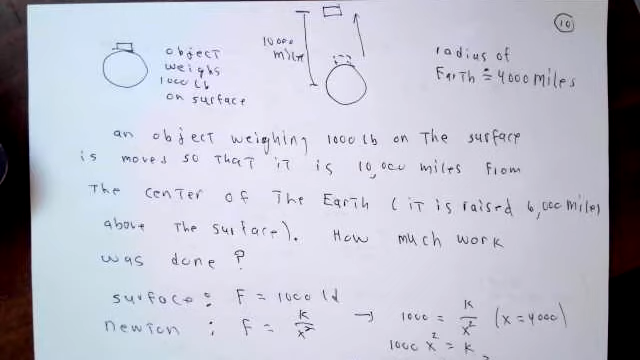 10
object
weighs
1000 lb
on surface
10000
miles
radius of
Earth ≐ 4000 miles
an object weighing 1000 lb on the surface
is moves so that it is 10,000 miles from
the center of the Earth (it is raised 6,000 miles
above the surface). How much work
was done?
surface: F = 1000 ld
newton: F = k/x²
→ 1000 = k/x² (x = 4000)
1000 x² = k